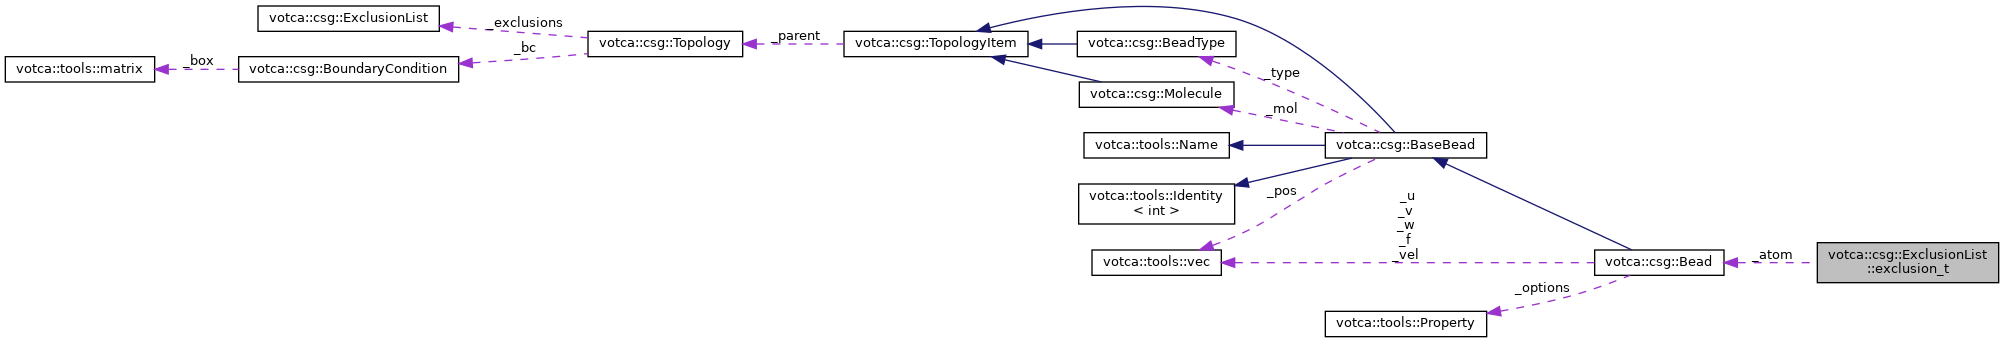 votca::csg::ExclusionList
_exclusions
votca::csg::Topology
_parent
votca::csg::TopologyItem
votca::csg::BeadType
_bc
votca::tools::matrix
_box
votca::csg::BoundaryCondition
_type
votca::csg::Molecule
_mol
votca::tools::Name
votca::csg::BaseBead
votca::tools::Identity
< int >
_pos
_u
_v
_w
_f
_vel
votca::tools::vec
votca::csg::Bead
_atom
votca::csg::ExclusionList
::exclusion_t
_options
votca::tools::Property